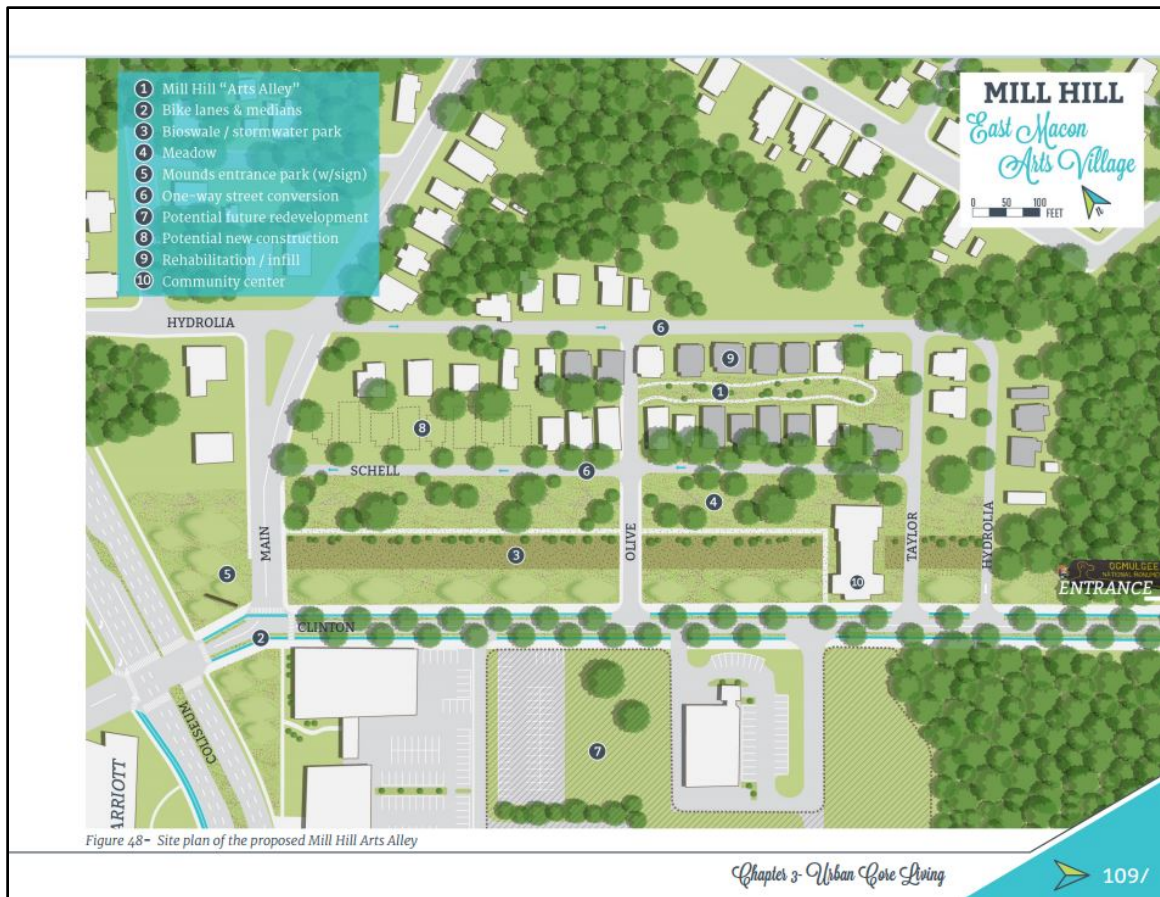 1 Mill Hill “Arts Alley”
2 Bike lanes & medians
3 Bioswale / stormwater park
4 Meadow
5 Mounds entrance park (w/sign)
6 One-way street conversion
7 Potential future redevelopment
8 Potential new construction
9 Rehabilitation / infill
10 Community center
MILL HILL
East Macon
Arts Village
0 50 100
FEET
N
HYDROLIA
6
9
1
8
SCHELL
6
4
MAIN
OLIVE
TAYLOR
HYDROLIA
3
5
10
OCMULGEE
NATIONAL MONUMENT
ENTRANCE
2
CLINTON
COLISEUM
7
ARRIOTT
Figure 48- Site plan of the proposed Mill Hill Arts Alley
Chapter 3- Urban Core Living
109/